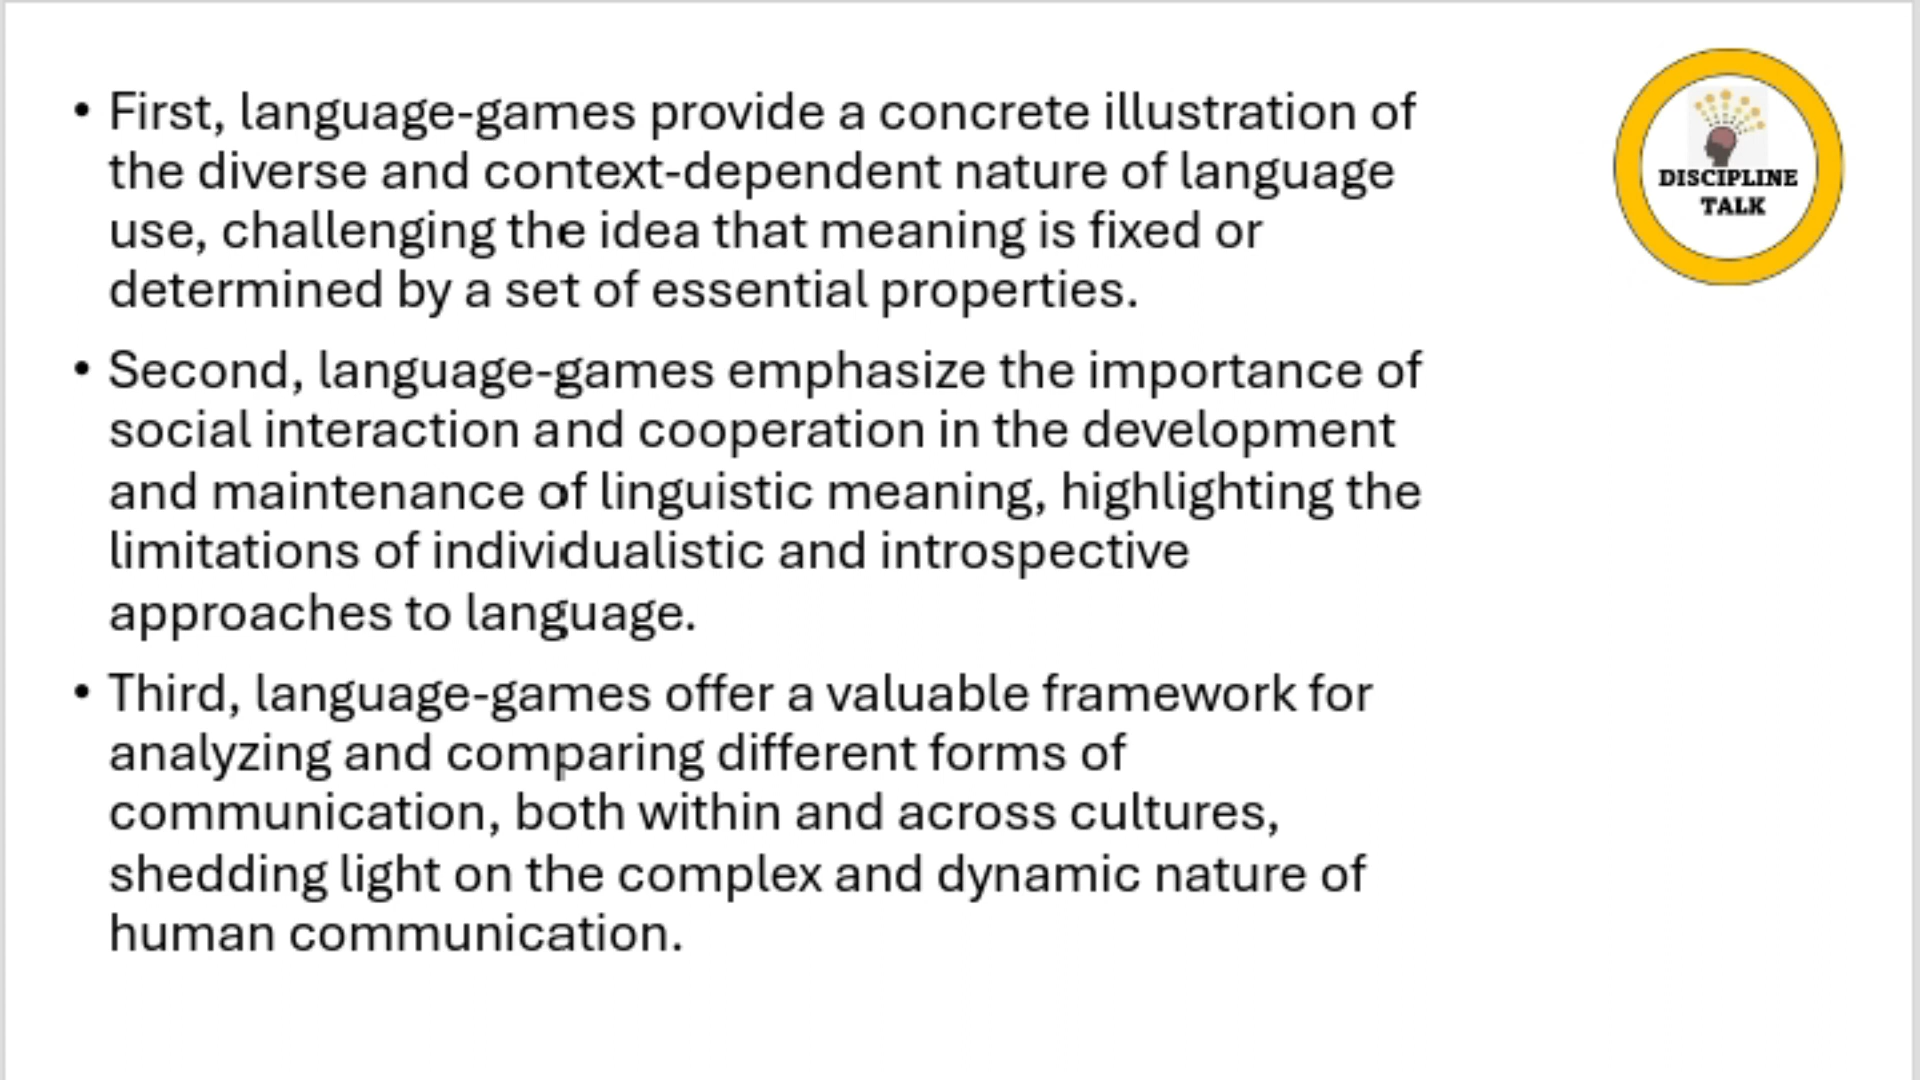 • First, language-games provide a concrete illustration of
the diverse and context-dependent nature of language
use, challenging the idea that meaning is fixed or
determined by a set of essential properties.
• Second, language-games emphasize the importance of
social interaction and cooperation in the development
and maintenance of linguistic meaning, highlighting the
limitations of individualistic and introspective
approaches to language.
• Third, language-games offer a valuable framework for
analyzing and comparing different forms of
communication, both within and across cultures,
shedding light on the complex and dynamic nature of
human communication.
DISCIPLINE
TALK